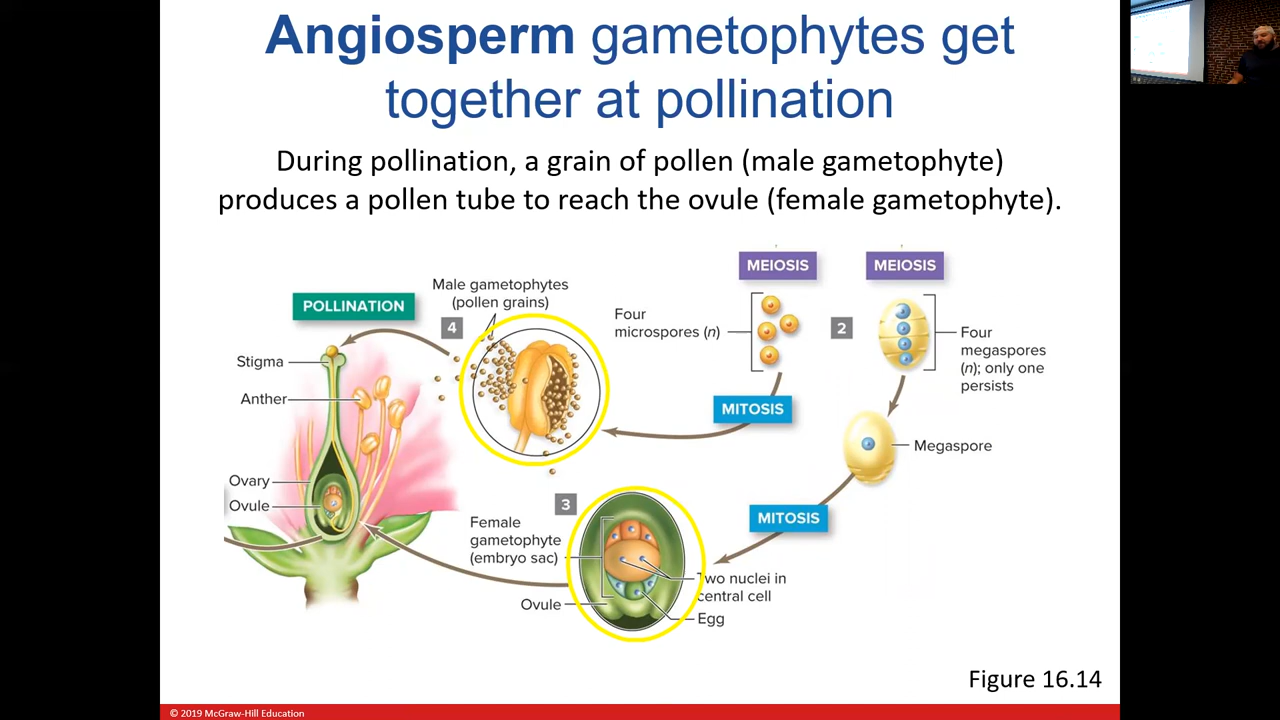 Angiosperm gametophytes get
together at pollination
During pollination, a grain of pollen (male gametophyte)
produces a pollen tube to reach the ovule (female gametophyte).
MEIOSIS
MEIOSIS
Male gametophytes
(pollen grains)
POLLINATION
4
Four
microspores (n)
2
Four
megaspores
(n); only one
persists
Stigma
Anther
MITOSIS
Megaspore
Ovary
Ovule
3
MITOSIS
Female
gametophyte
(embryo sac)
Two nuclei in
central cell
Ovule
Egg
Figure 16.14
© 2019 McGraw-Hill Education